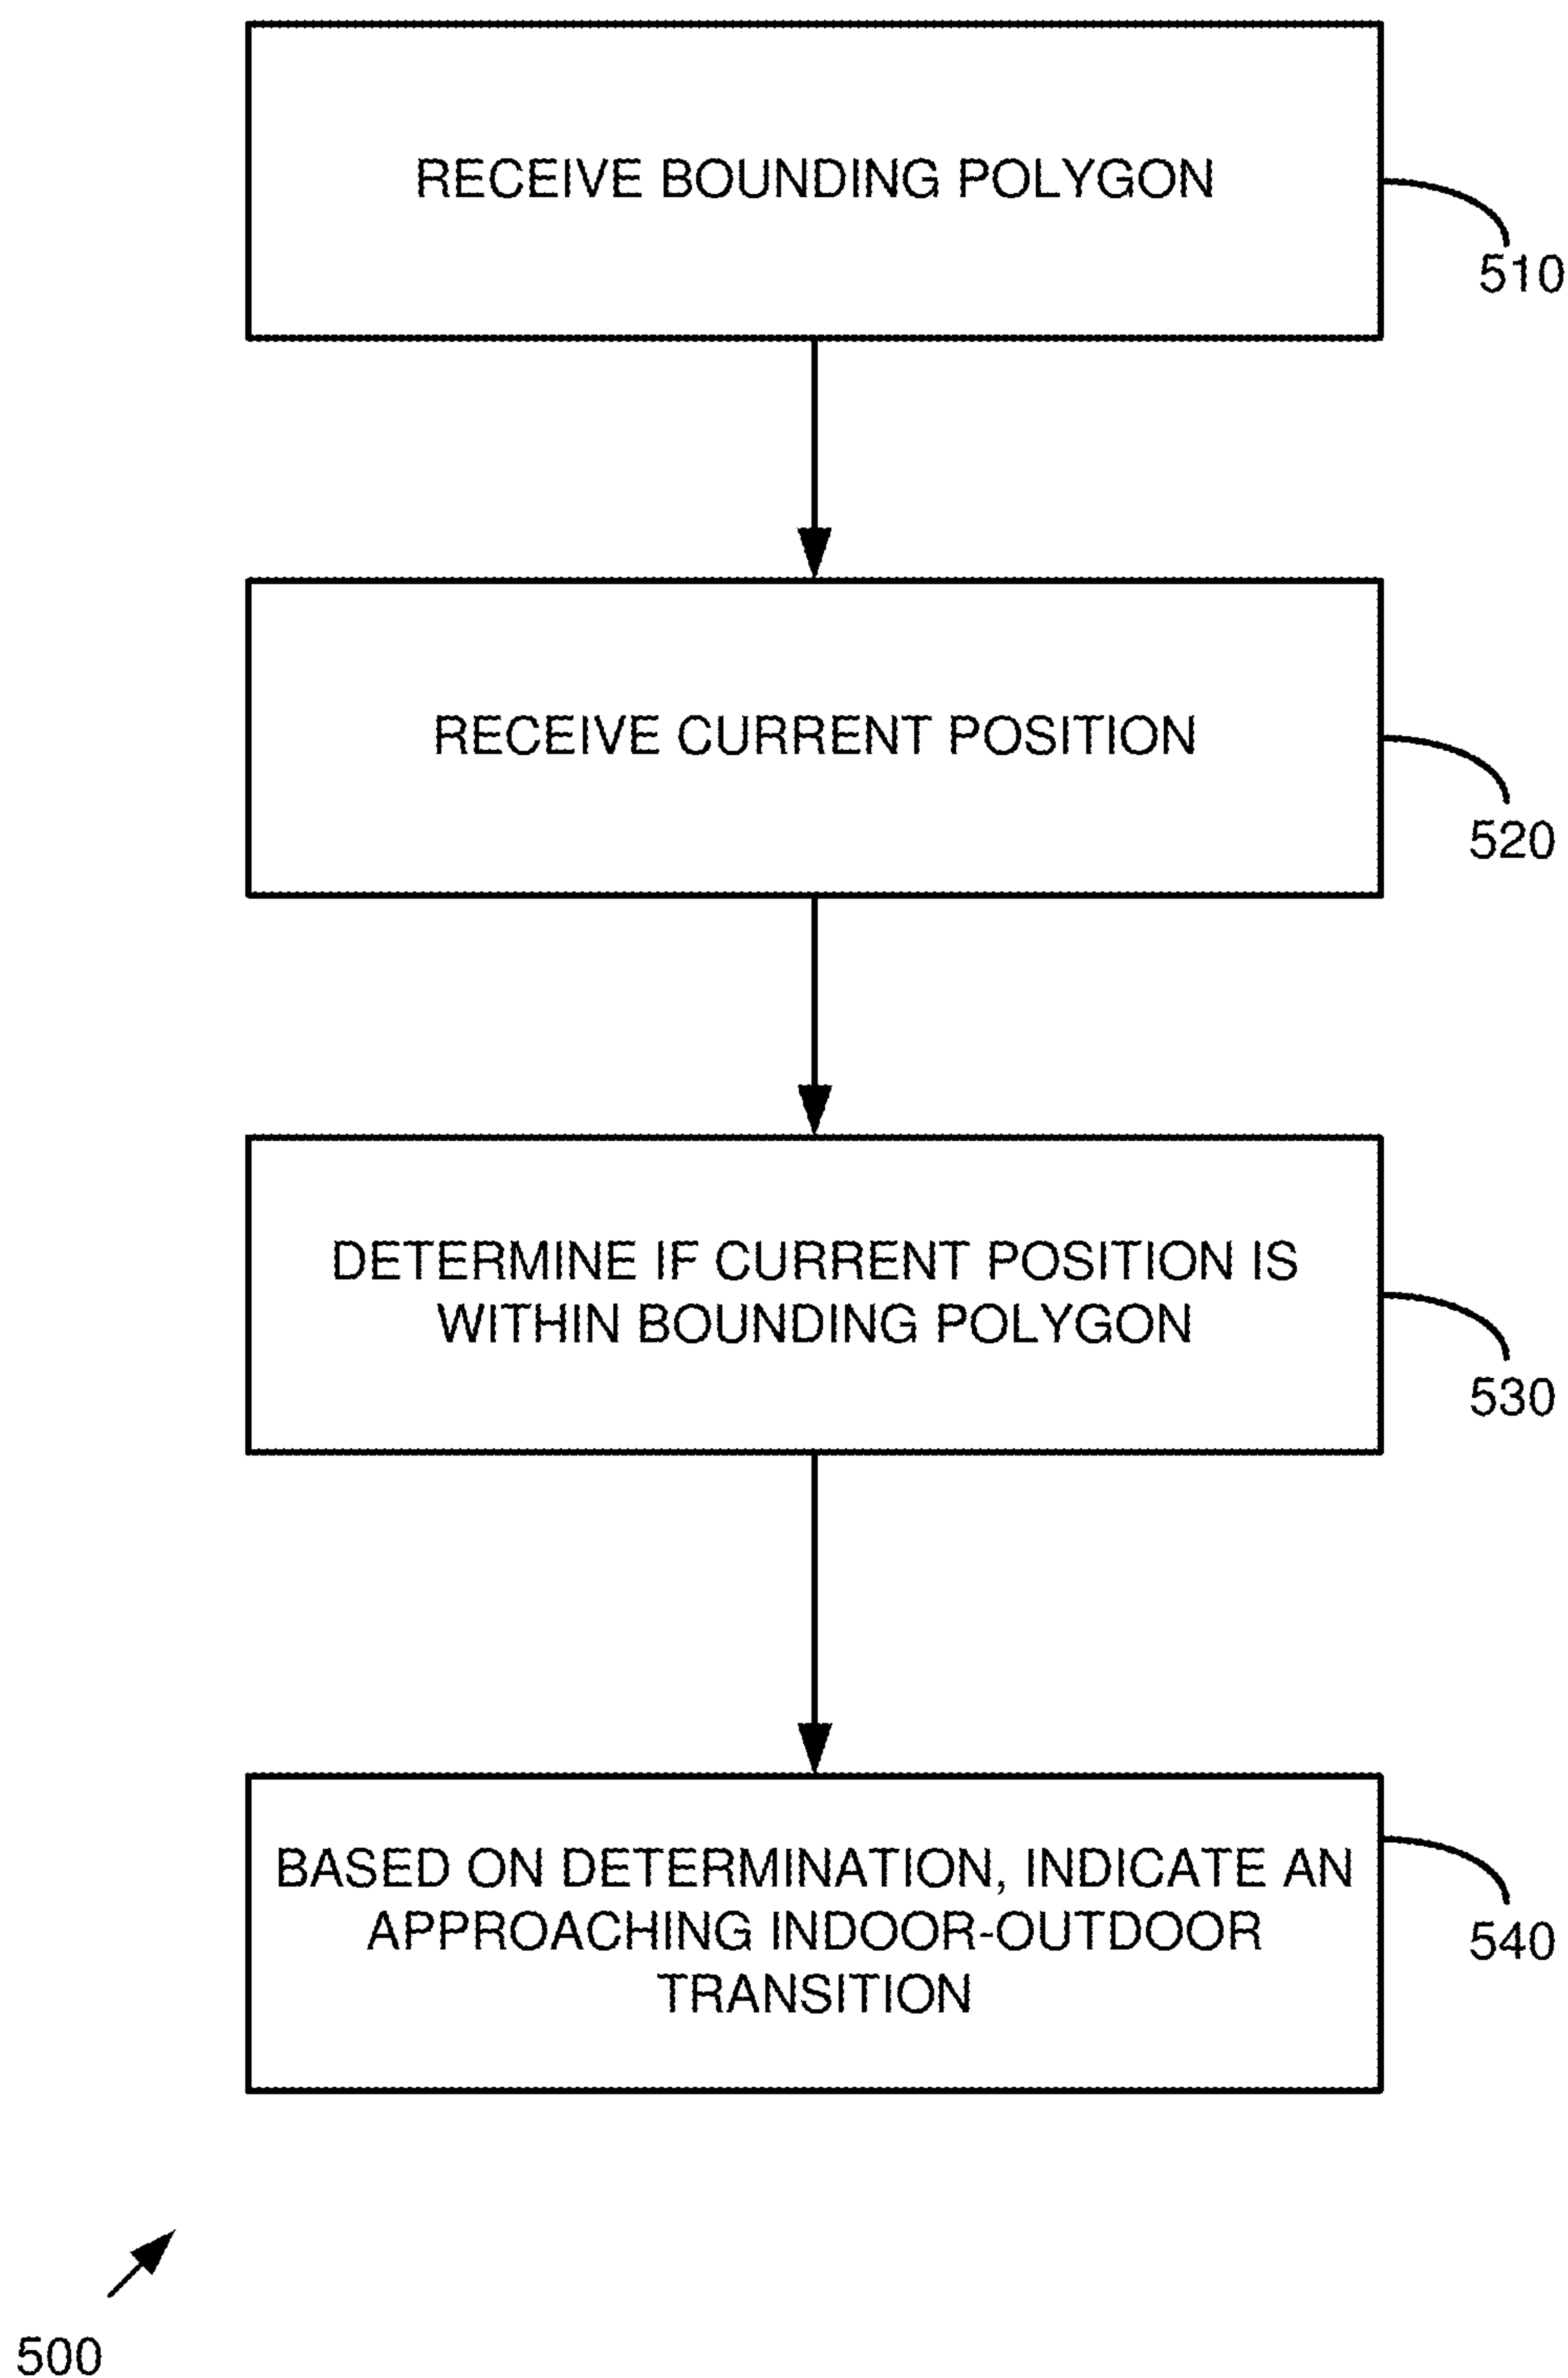 RECEIVE BOUNDING POLYGON
510
RECEIVE CURRENT POSITION
520
DETERMINE IF CURRENT POSITION IS
WITHIN BOUNDING POLYGON
530
BASED ON DETERMINATION, INDICATE AN
APPROACHING INDOOR-OUTDOOR
TRANSITION
540
500